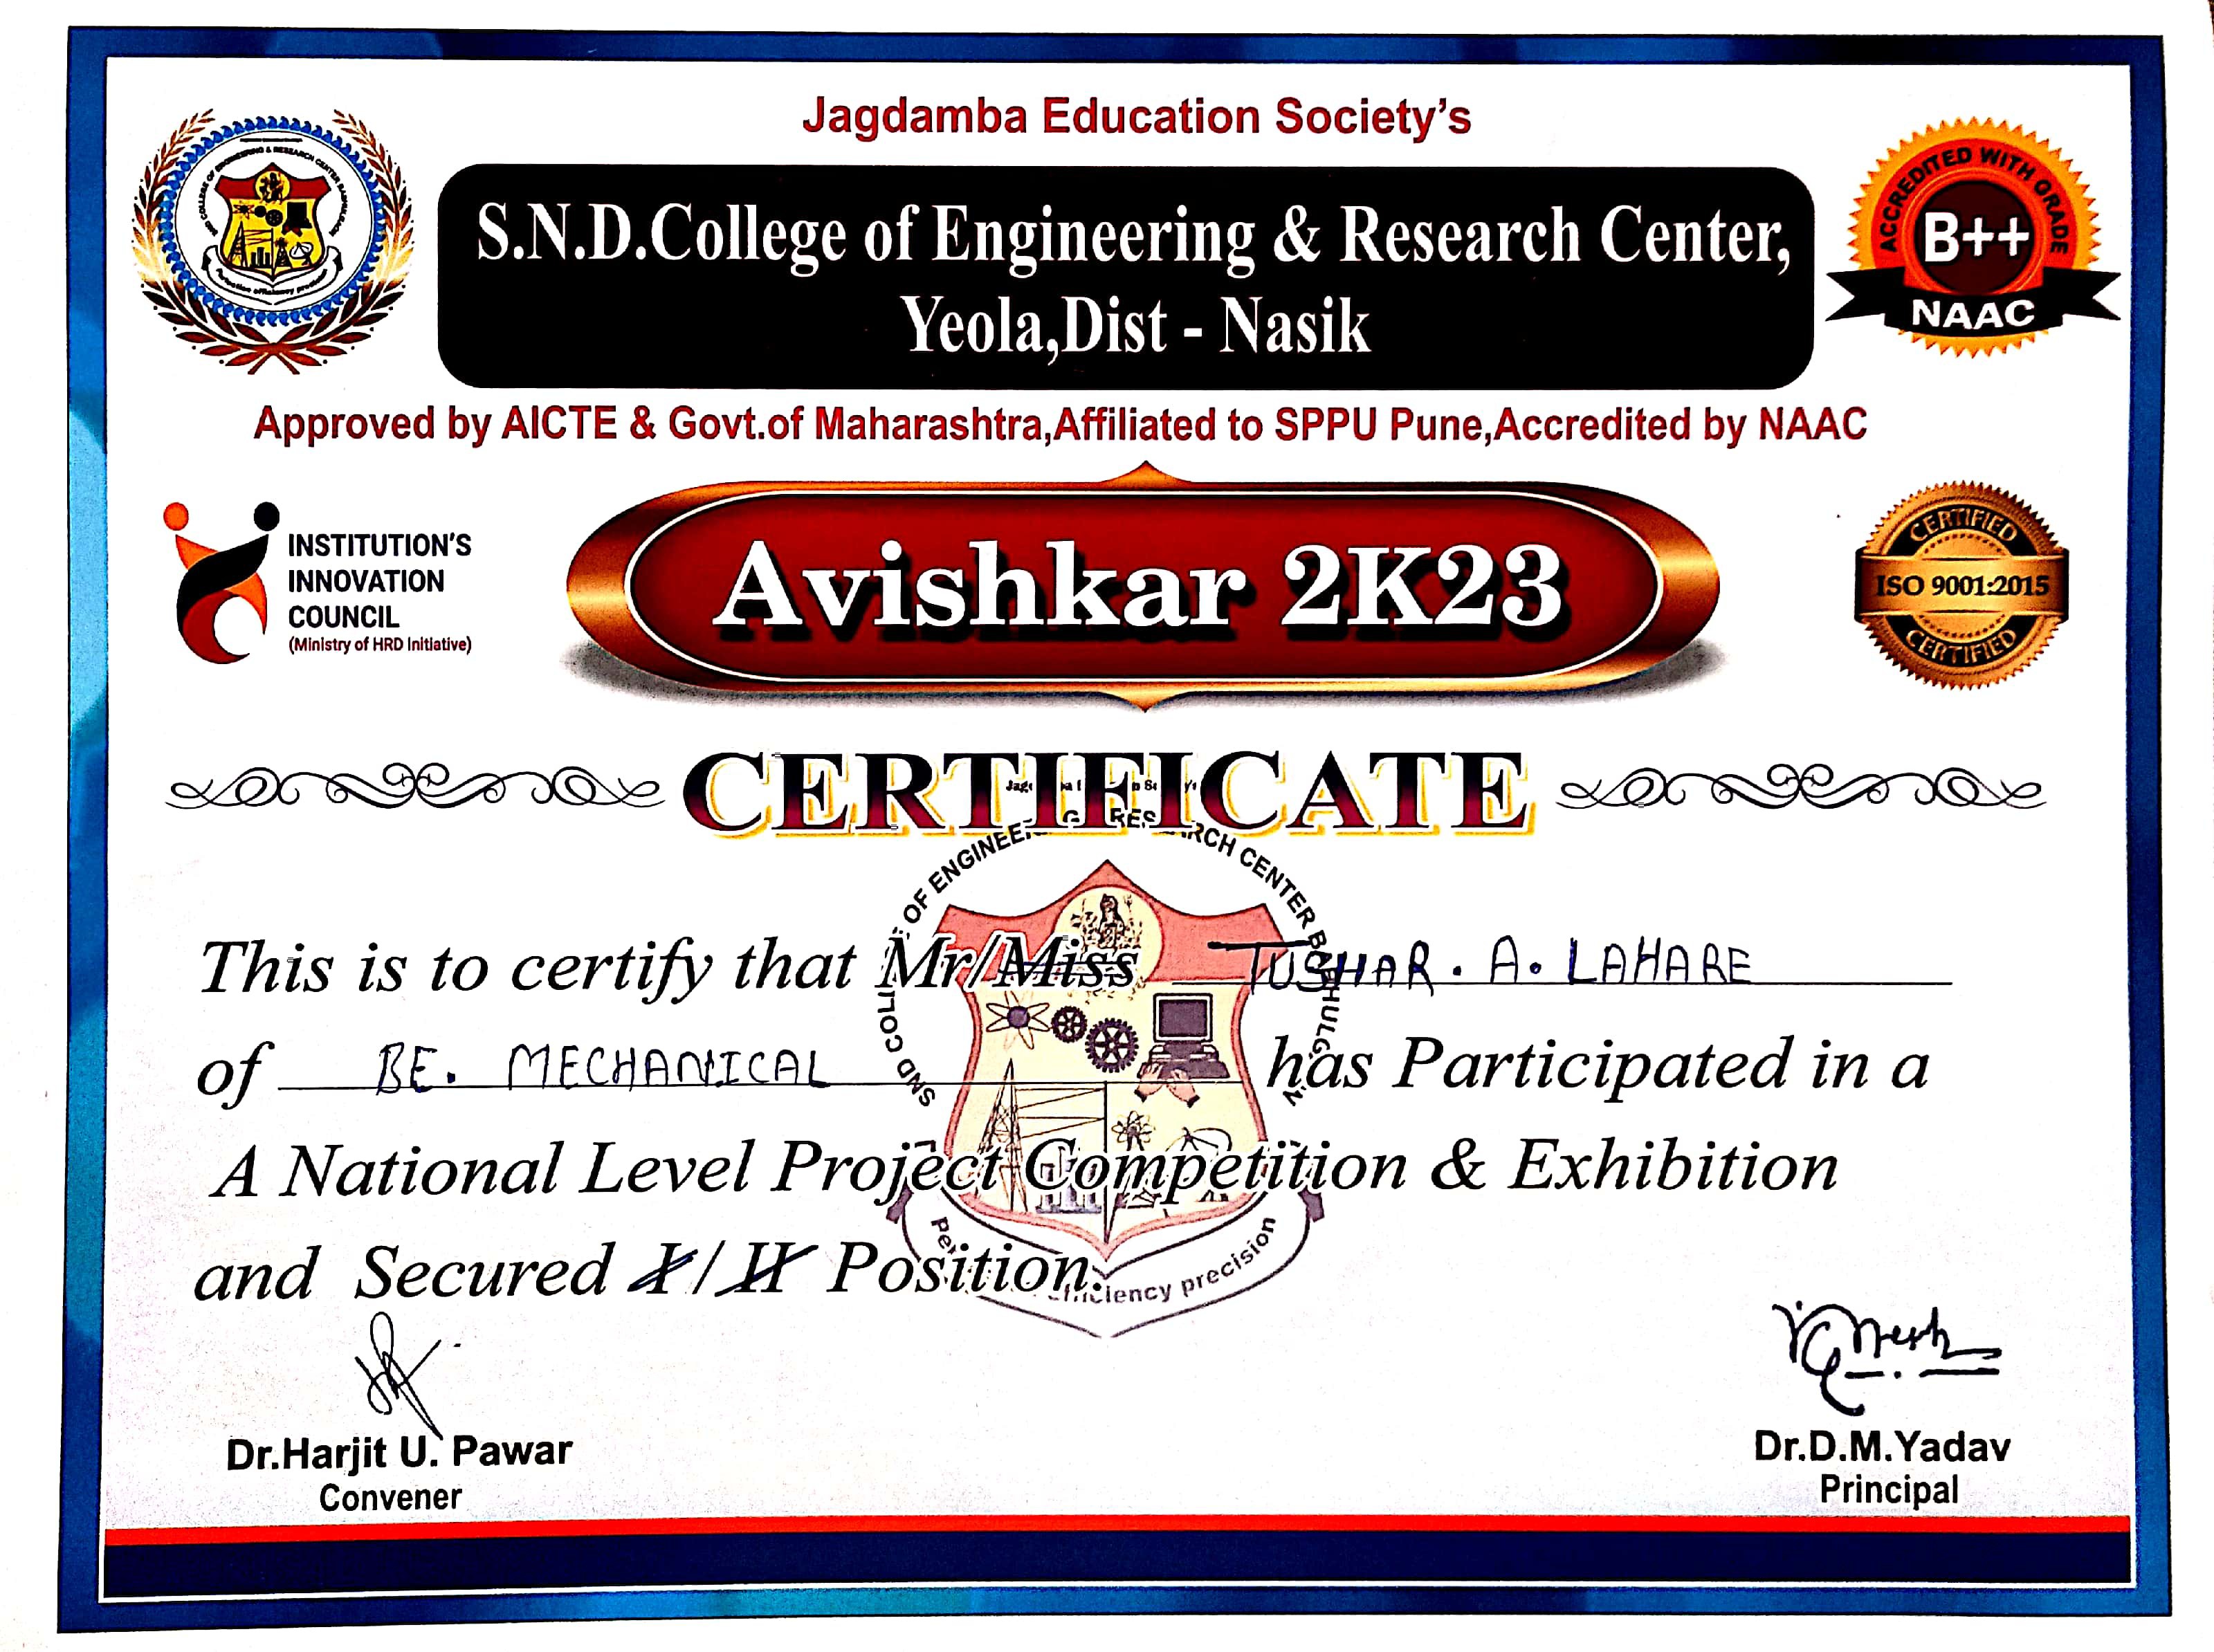 Jagdamba Education Society's
S.N.D.College of Engineering & Research Center,
Yeola,Dist - Nasik
ACCREDITED WITH GRADE
B++
NAAC
Approved by AICTE & Govt.of Maharashtra,Affiliated to SPPU Pune,Accredited by NAAC
INSTITUTION'S
INNOVATION
COUNCIL
(Ministry of HRD Initiative)
Avishkar 2K23
CERTIFIED
ISO 9001:2015
CERTIFIED
CERTIFICATE
OF ENGINEERING & RESEARCH CENTER
This is to certify that Mr/Miss TUSHAR. A. LAHARE
of BE. MECHANICAL has Participated in a
A National Level Project Competition & Exhibition
and Secured I/II Position.
efficiency precision
Dr.Harjit U. Pawar
Convener
Dr.D.M.Yadav
Principal